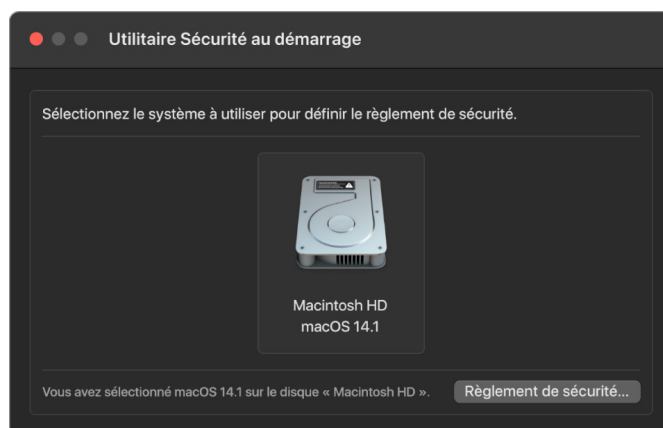 Utilitaire Sécurité au démarrage
Sélectionnez le système à utiliser pour définir le règlement de sécurité.
Macintosh HD
macOS 14.1
Vous avez sélectionné macOS 14.1 sur le disque « Macintosh HD ».
Règlement de sécurité...